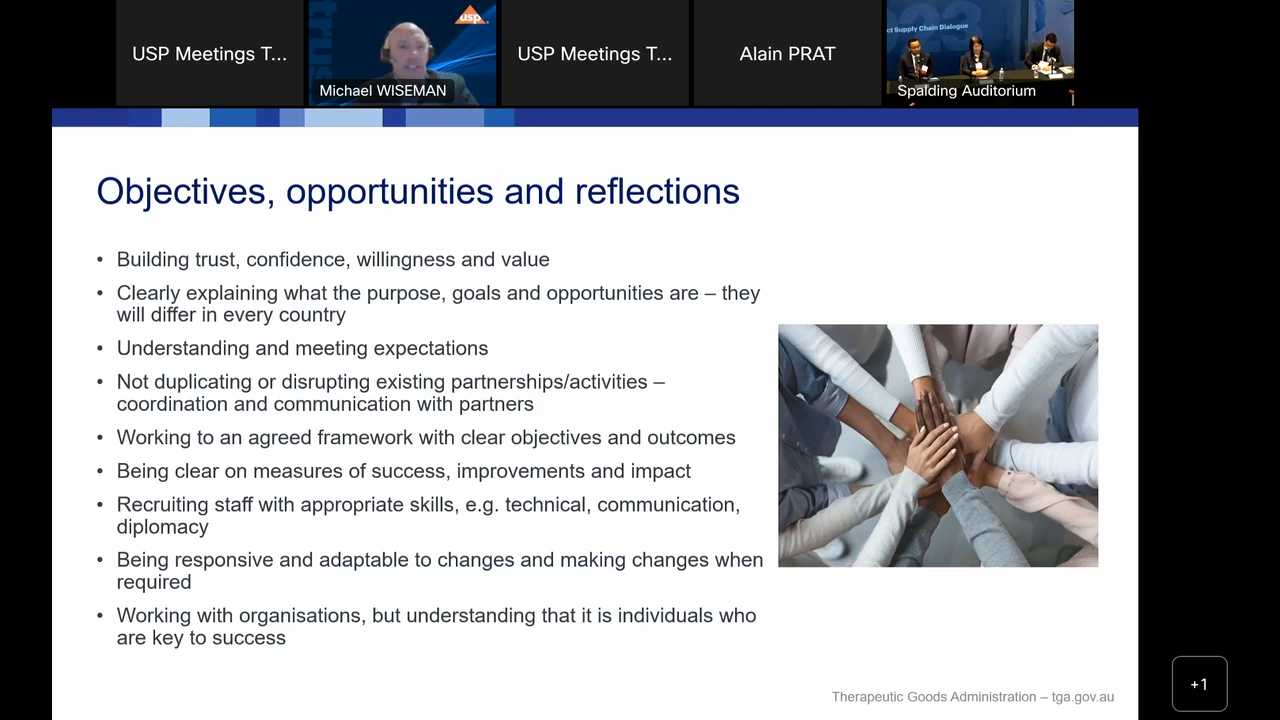 USP Meetings T...
usp
Michael WISEMAN
USP Meetings T...
Alain PRAT
ct Supply Chain Dialogue
Spalding Auditorium
Objectives, opportunities and reflections
• Building trust, confidence, willingness and value
• Clearly explaining what the purpose, goals and opportunities are – they
will differ in every country
• Understanding and meeting expectations
• Not duplicating or disrupting existing partnerships/activities –
coordination and communication with partners
• Working to an agreed framework with clear objectives and outcomes
• Being clear on measures of success, improvements and impact
• Recruiting staff with appropriate skills, e.g. technical, communication,
diplomacy
• Being responsive and adaptable to changes and making changes when
required
• Working with organisations, but understanding that it is individuals who
are key to success
Therapeutic Goods Administration – tga.gov.au
+1